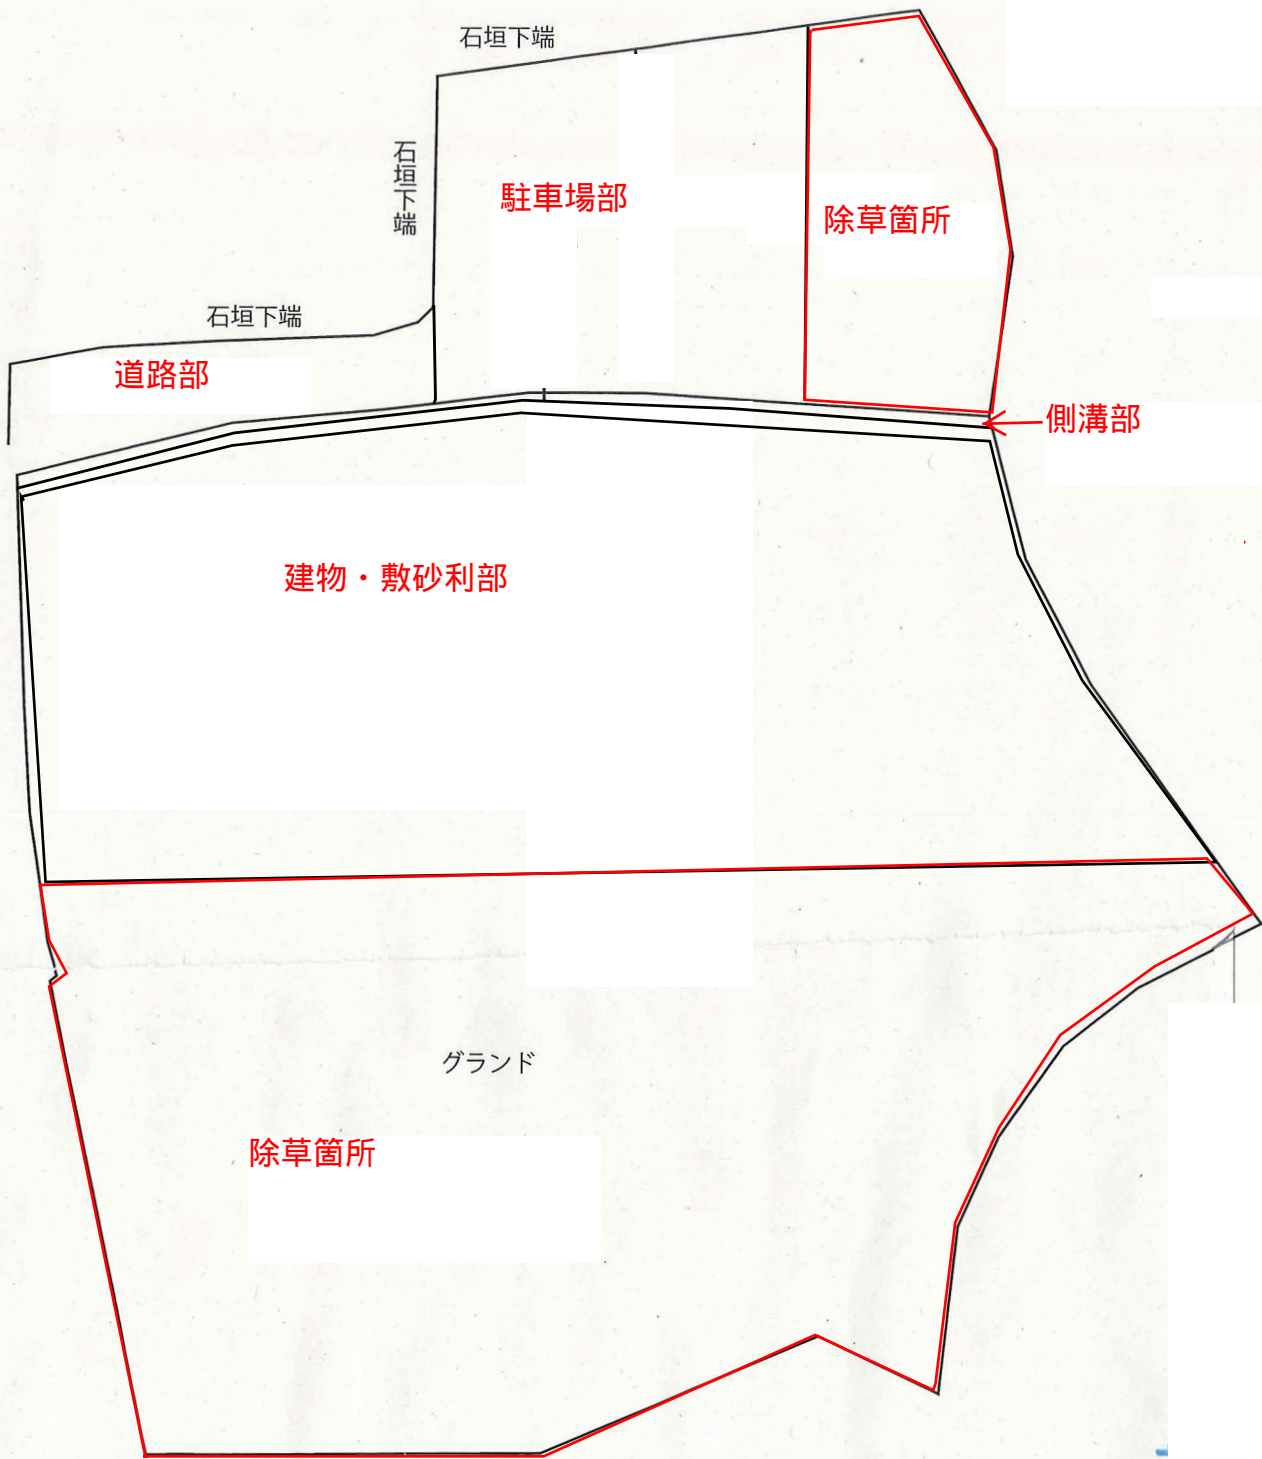 石垣下端
石垣下端
駐車場部
除草箇所
石垣下端
道路部
側溝部
建物・敷砂利部
グランド
除草箇所